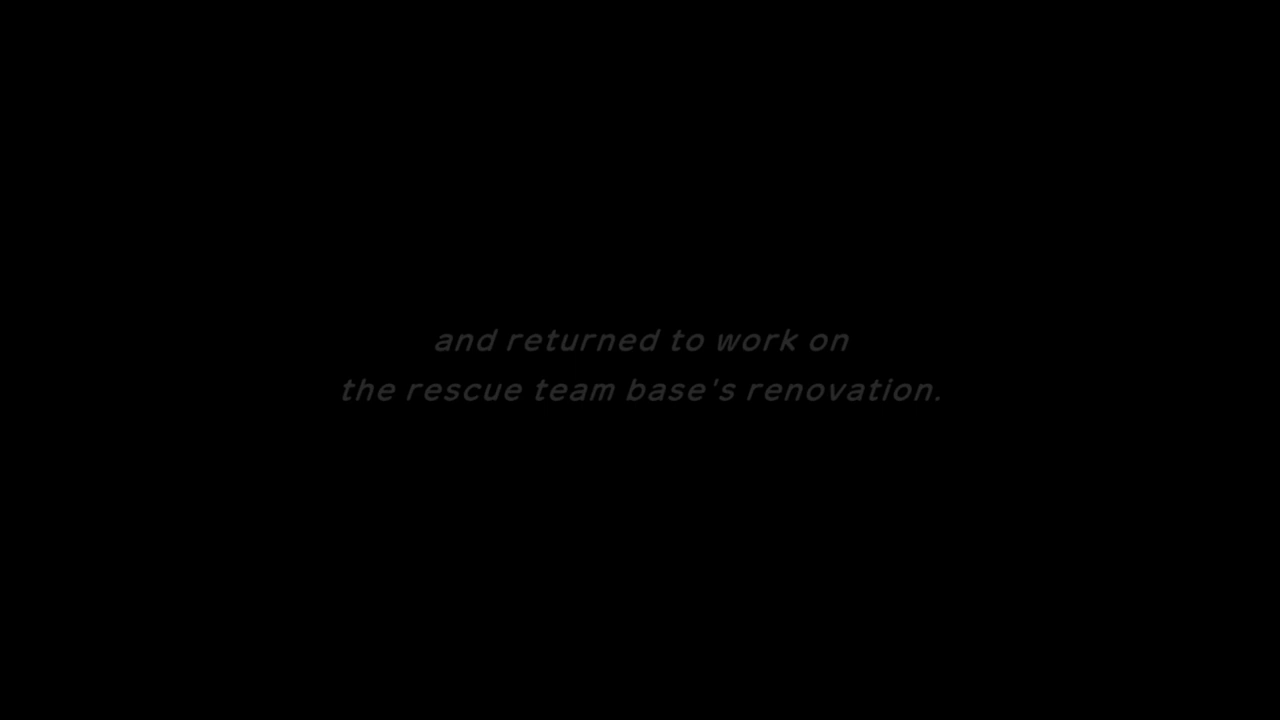 and returned to work on
the rescue team base's renovation.